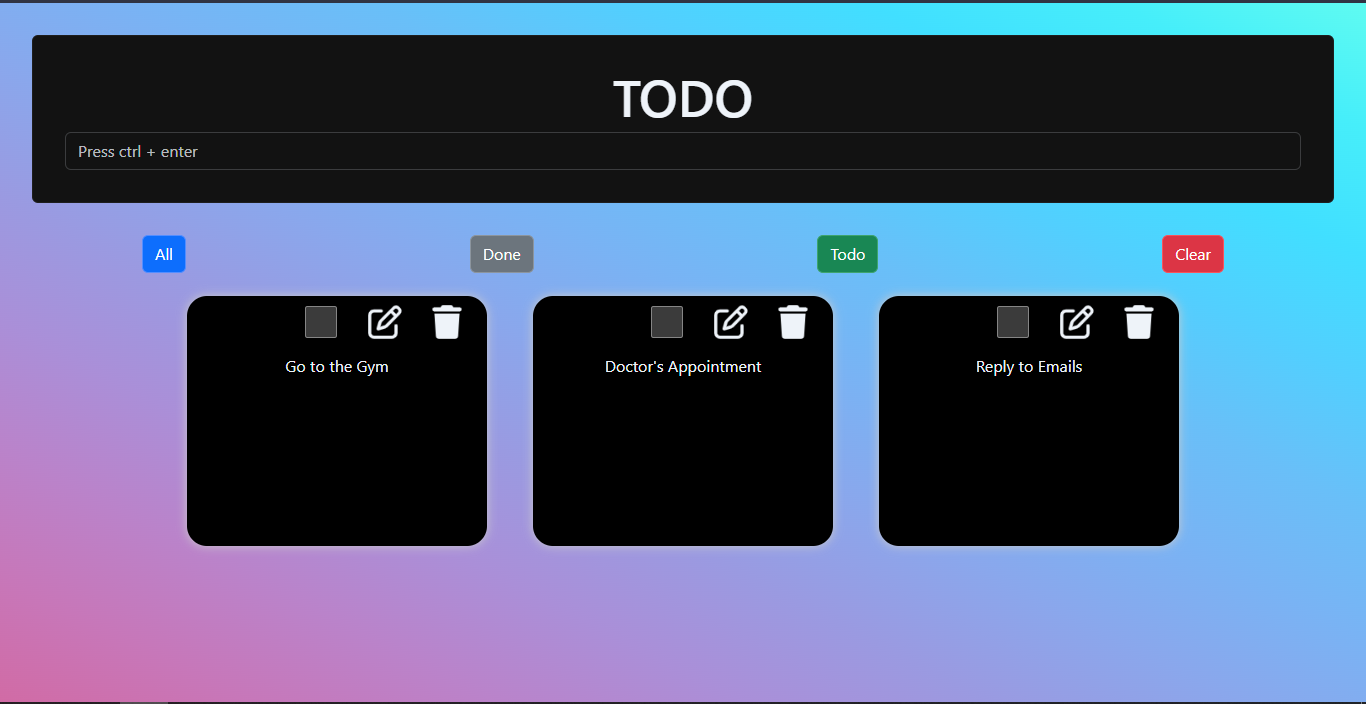 TODO
Press ctrl + enter
All
Done
Todo
Clear
Go to the Gym
Doctor's Appointment
Reply to Emails